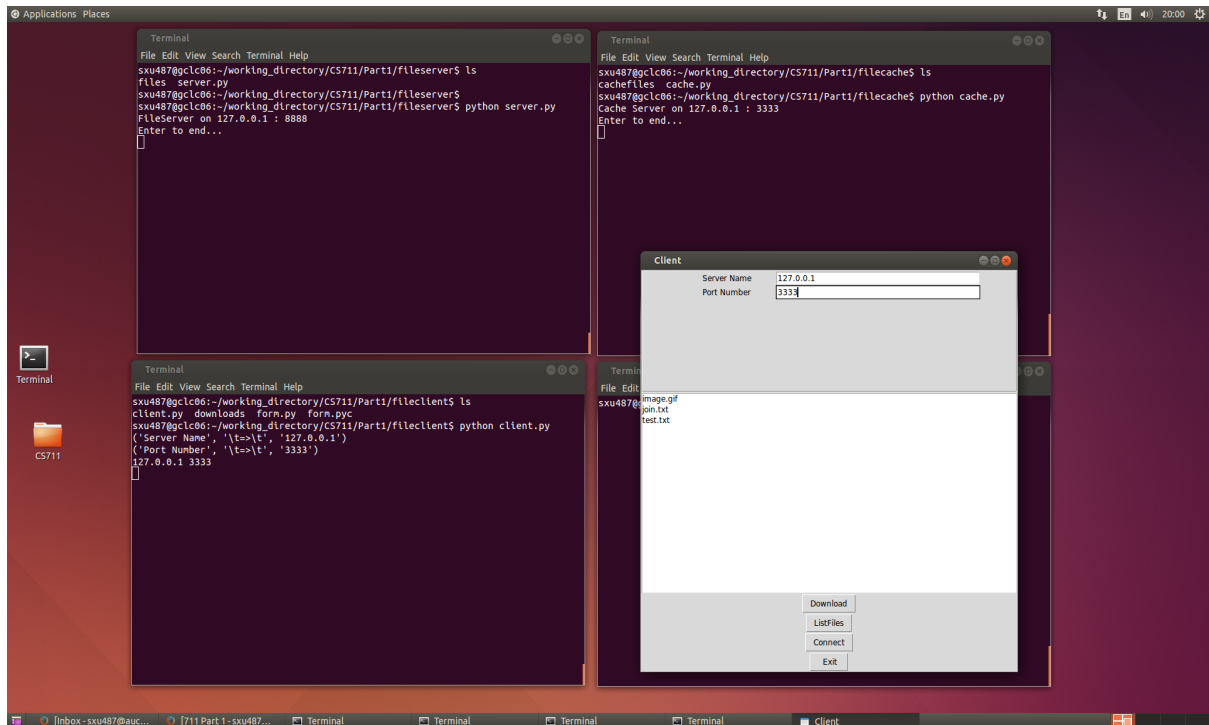 Applications Places
En 20:00
Terminal
File Edit View Search Terminal Help
sxu487@gclc06:~/working_directory/CS711/Part1/fileserver$ ls
files  server.py
sxu487@gclc06:~/working_directory/CS711/Part1/fileserver$
sxu487@gclc06:~/working_directory/CS711/Part1/fileserver$ python server.py
FileServer on 127.0.0.1 : 8888
Enter to end...
Terminal
File Edit View Search Terminal Help
sxu487@gclc06:~/working_directory/CS711/Part1/filecache$ ls
cachefiles  cache.py
sxu487@gclc06:~/working_directory/CS711/Part1/filecache$ python cache.py
Cache Server on 127.0.0.1 : 3333
Enter to end...
Terminal
CS711
Terminal
File Edit View Search Terminal Help
sxu487@gclc06:~/working_directory/CS711/Part1/fileclient$ ls
client.py  downloads  form.py  form.pyc
sxu487@gclc06:~/working_directory/CS711/Part1/fileclient$ python client.py
('Server Name', '\t=>\t', '127.0.0.1')
('Port Number', '\t=>\t', '3333')
127.0.0.1 3333
Termin
File Edit
sxu487@g
Client
Server Name 127.0.0.1
Port Number 3333
image.gif
join.txt
test.txt
Download
ListFiles
Connect
Exit
[Inbox - sxu487@auc... [711 Part 1 - sxu487... Terminal Terminal Terminal Terminal Client